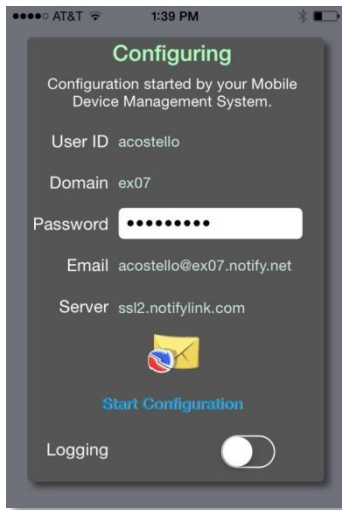 AT&T 1:39 PM
Configuring
Configuration started by your Mobile
Device Management System.
User ID acostello
Domain ex07
Password •••••••••
Email acostello@ex07.notify.net
Server ssl2.notifylink.com
Start Configuration
Logging